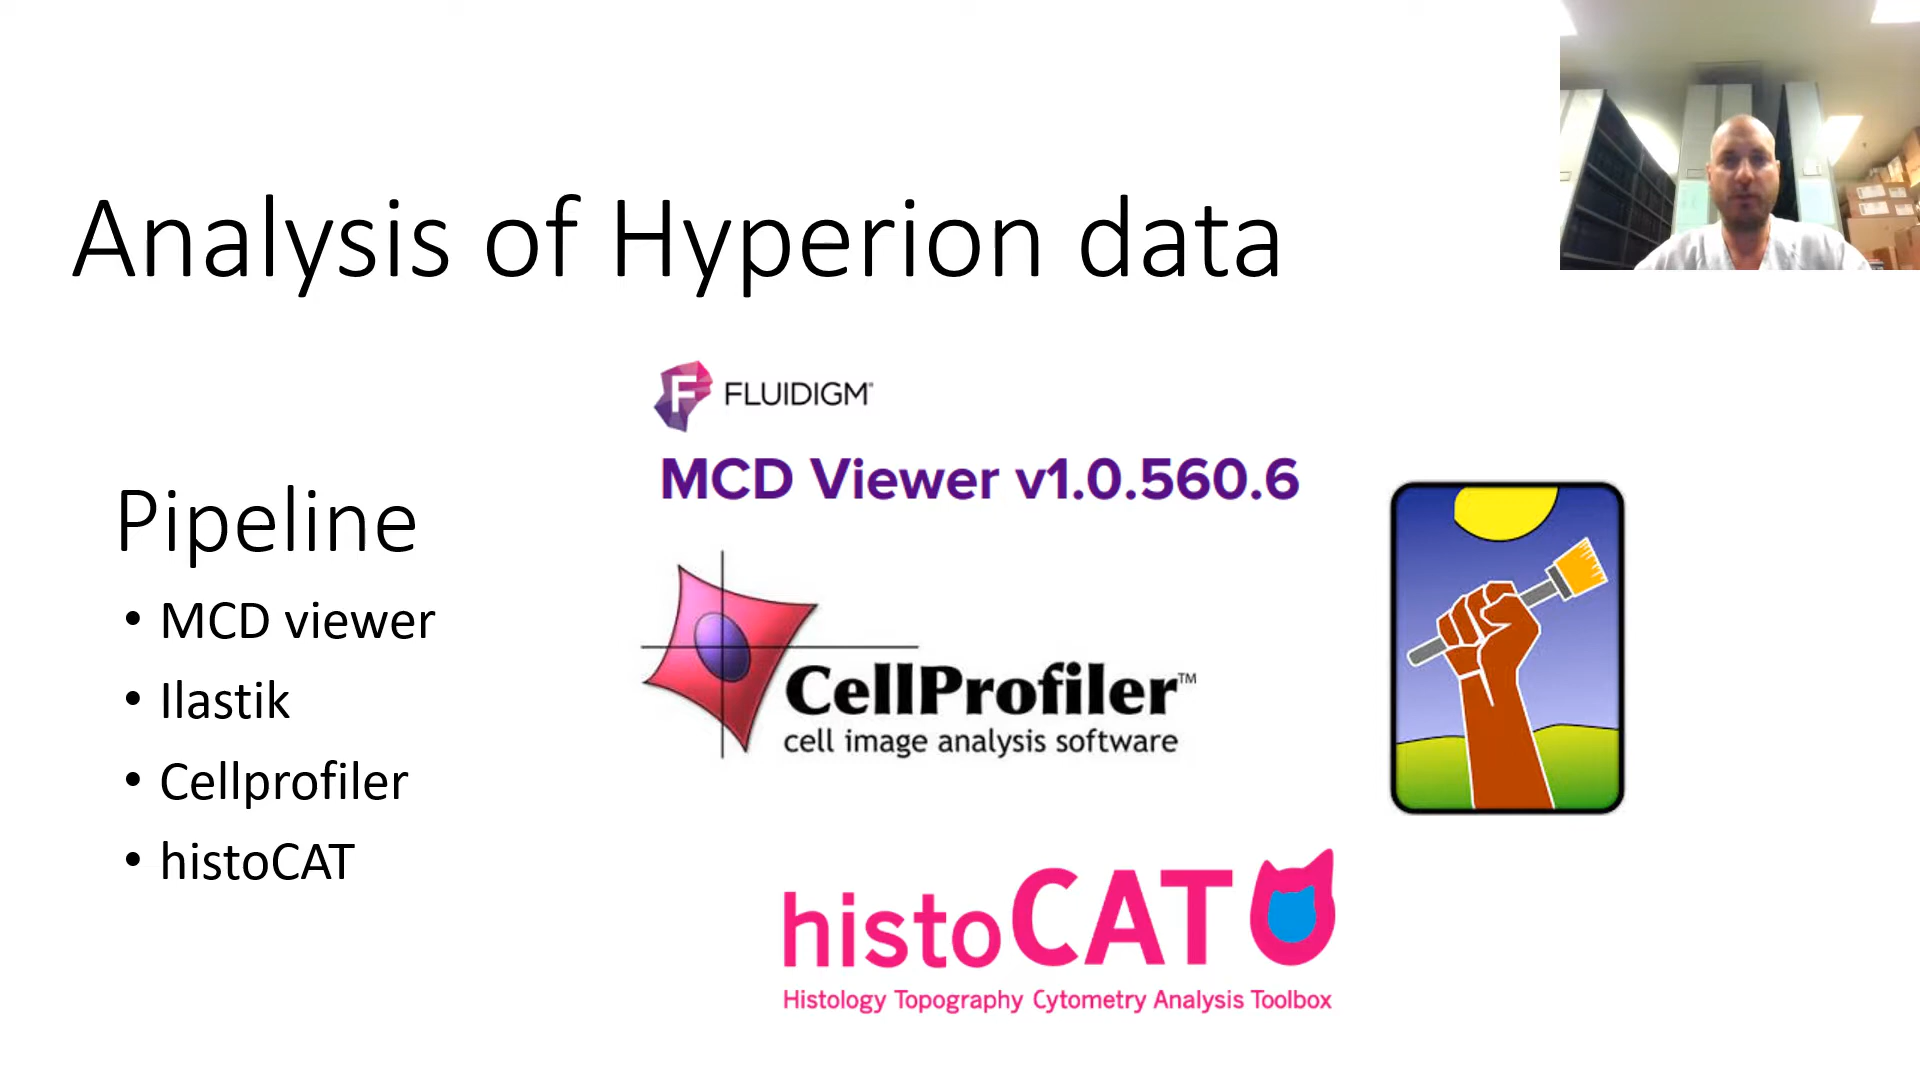 Analysis of Hyperion data
F FLUIDIGM®
MCD Viewer v1.0.560.6
Pipeline
• MCD viewer
• Ilastik
• Cellprofiler
• histoCAT
CellProfiler™
cell image analysis software
histoCAT
Histology Topography Cytometry Analysis Toolbox